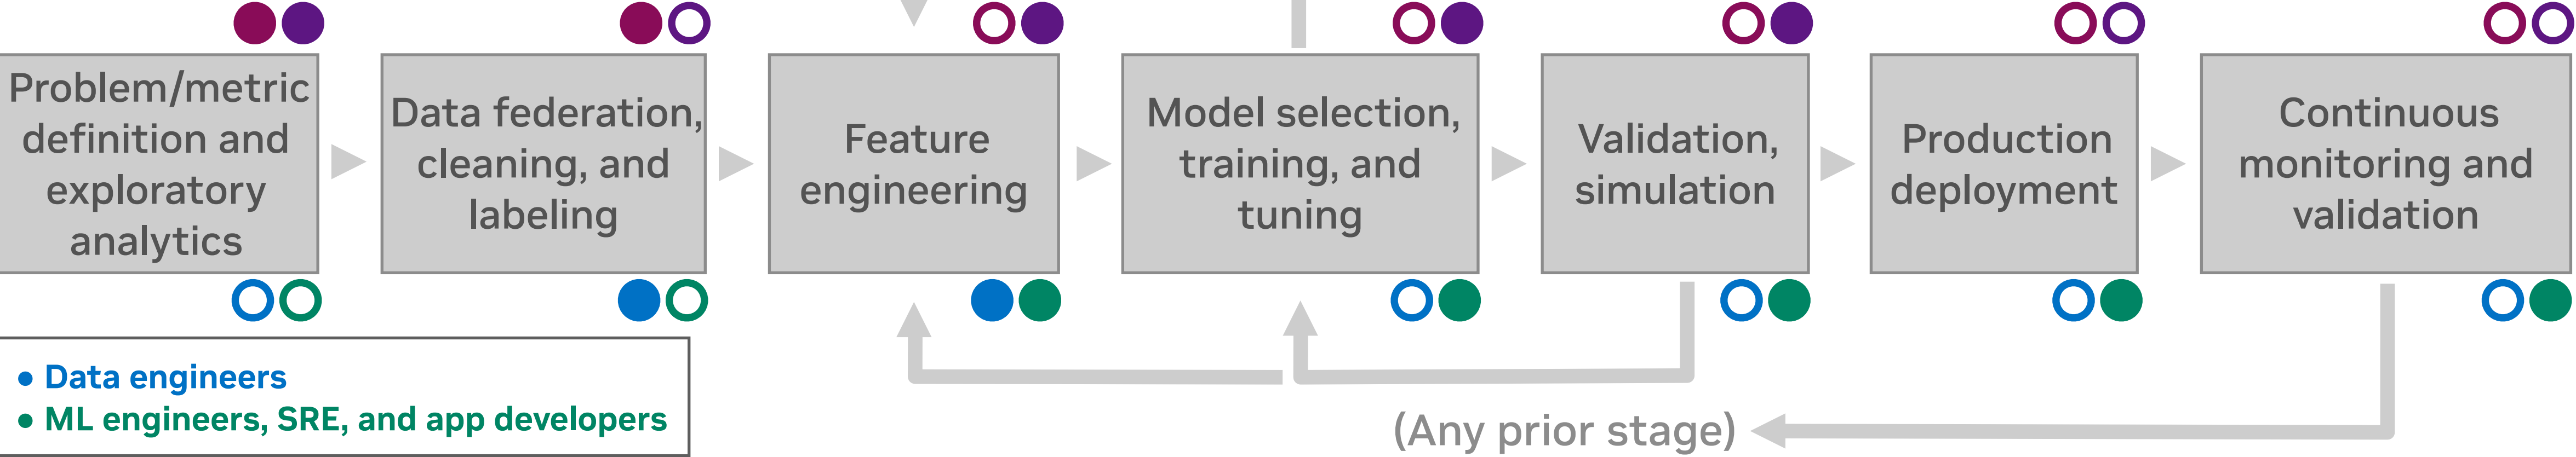 Problem/metric
definition and
exploratory
analytics
Data federation,
cleaning, and
labeling
Feature
engineering
Model selection,
training, and
tuning
Validation,
simulation
Production
deployment
Continuous
monitoring and
validation
• Data engineers
• ML engineers, SRE, and app developers
(Any prior stage)